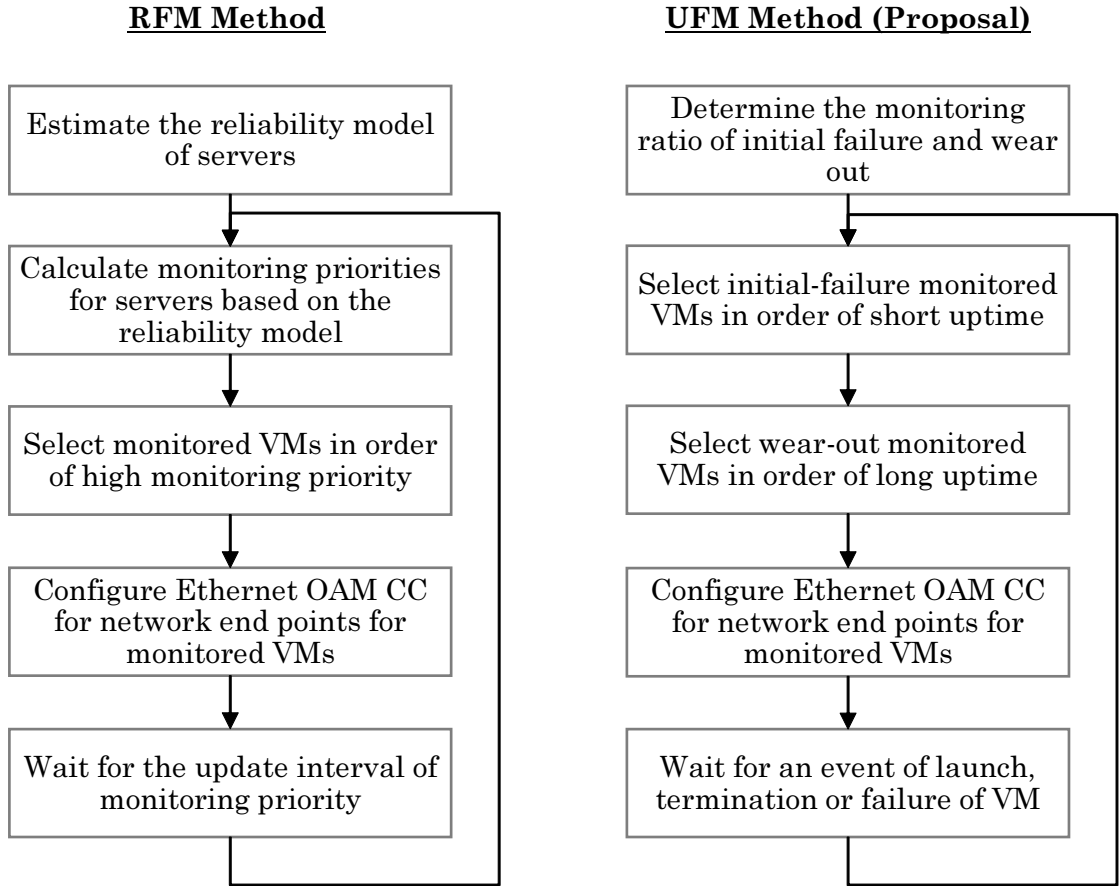 RFM Method
Estimate the reliability model
of servers
Calculate monitoring priorities
for servers based on the
reliability model
Select monitored VMs in order
of high monitoring priority
Configure Ethernet OAM CC
for network end points for
monitored VMs
Wait for the update interval of
monitoring priority
UFM Method (Proposal)
Determine the monitoring
ratio of initial failure and wear
out
Select initial-failure monitored
VMs in order of short uptime
Select wear-out monitored
VMs in order of long uptime
Configure Ethernet OAM CC
for network end points for
monitored VMs
Wait for an event of launch,
termination or failure of VM